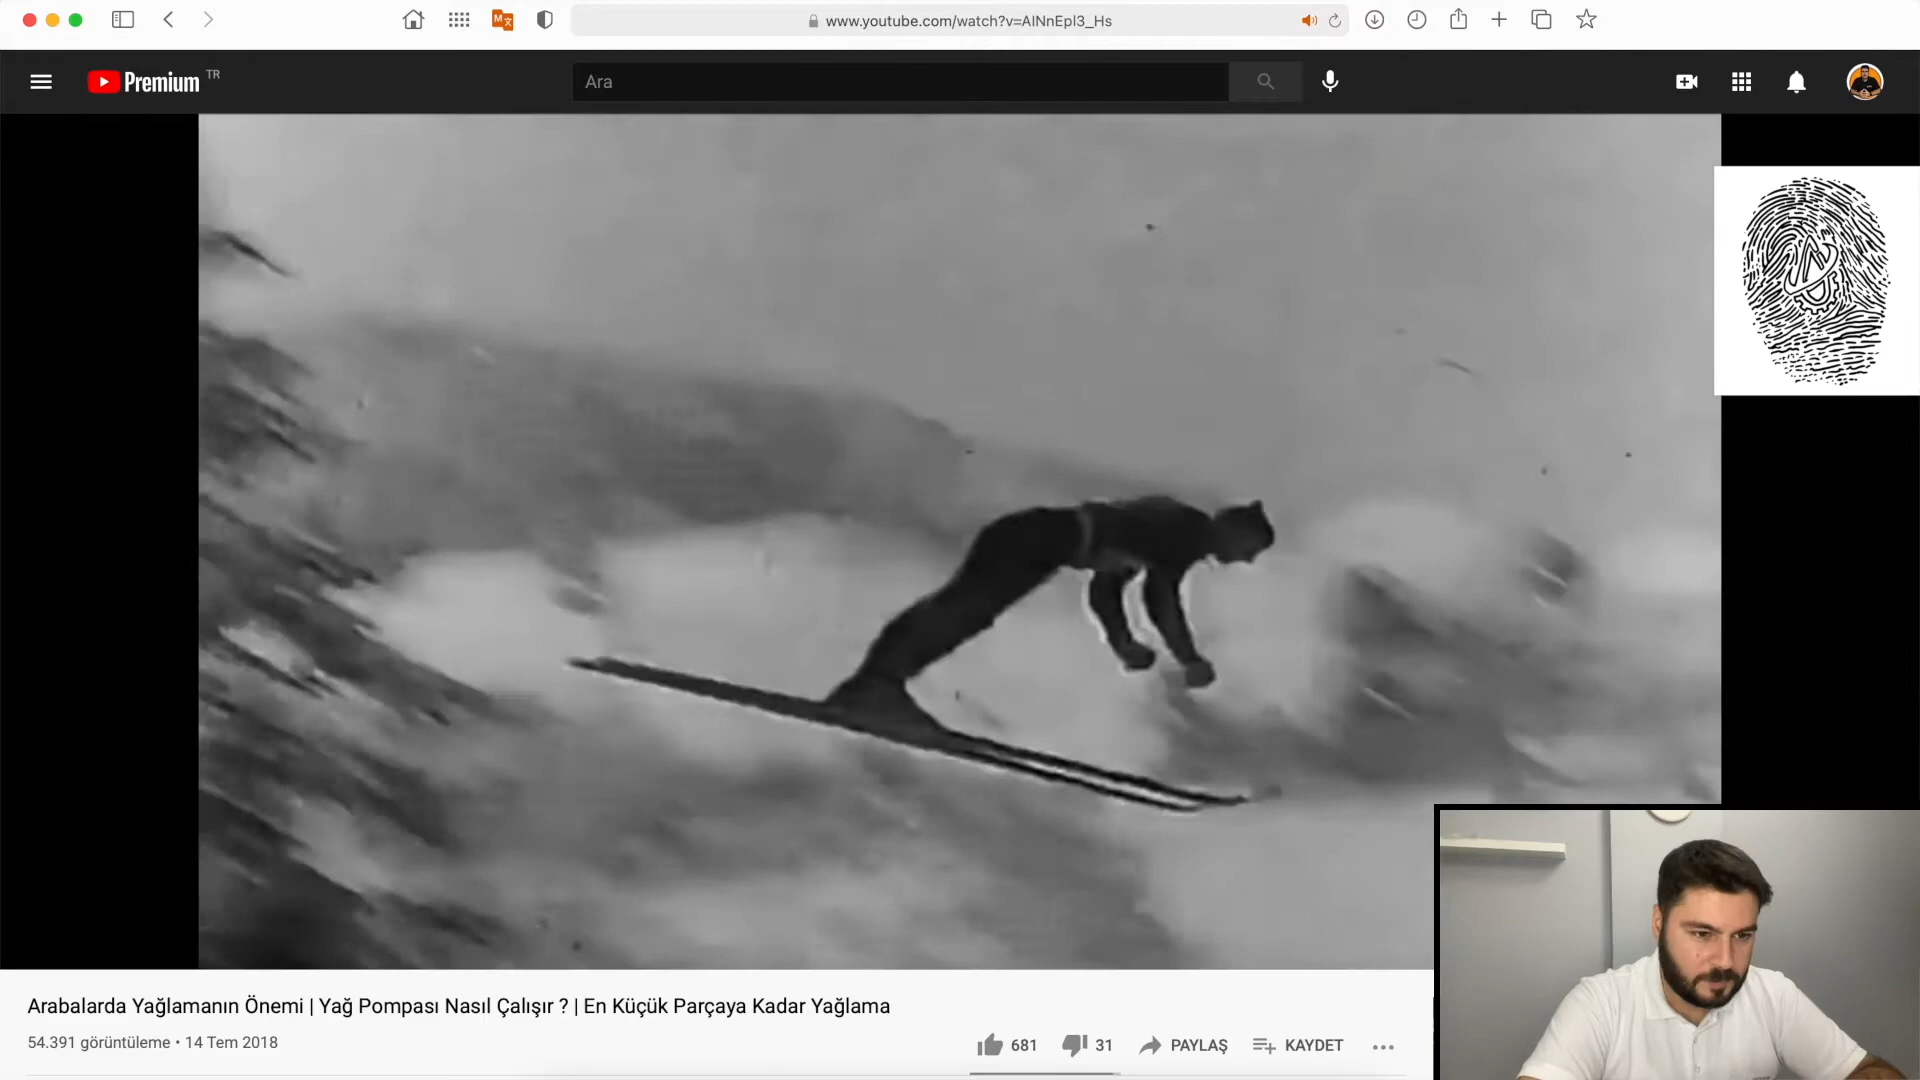 www.youtube.com/watch?v=AlNnEpl3_Hs
Premium TR
Ara
Arabalarda Yağlamanın Önemi | Yağ Pompası Nasıl Çalışır ? | En Küçük Parçaya Kadar Yağlama
54.391 görüntüleme • 14 Tem 2018
681
31
PAYLAŞ
KAYDET